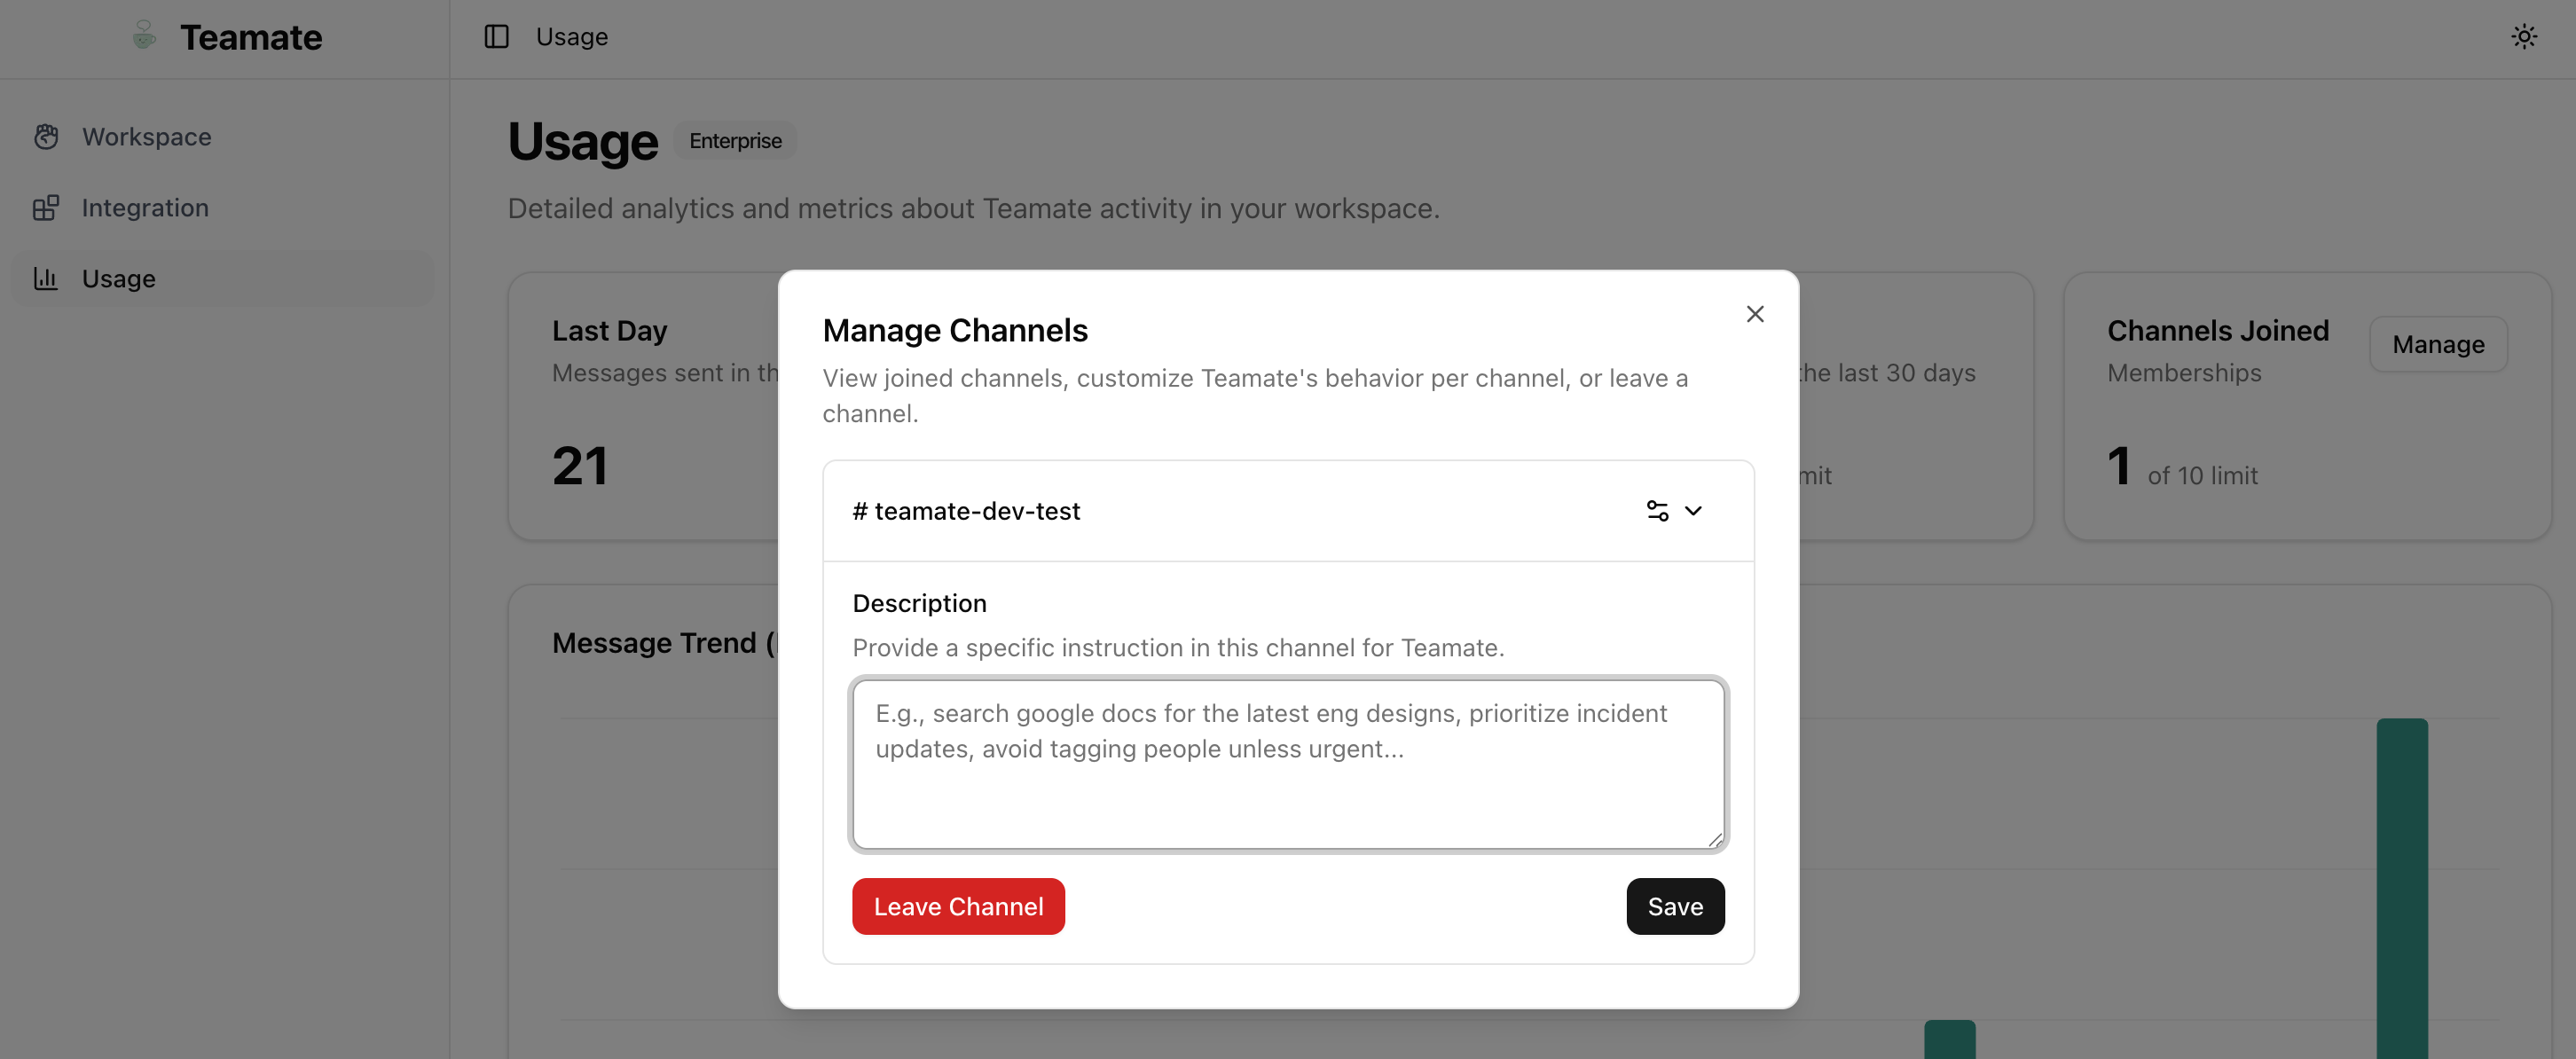 Teamate
Usage
Workspace
Integration
Usage
Usage Enterprise
Detailed analytics and metrics about Teamate activity in your workspace.
Last Day
Messages sent in th
21
the last 30 days
mit
Channels Joined
Manage
Memberships
1 of 10 limit
Message Trend (
Manage Channels
View joined channels, customize Teamate's behavior per channel, or leave a
channel.
# teamate-dev-test
Description
Provide a specific instruction in this channel for Teamate.
E.g., search google docs for the latest eng designs, prioritize incident
updates, avoid tagging people unless urgent...
Leave Channel
Save